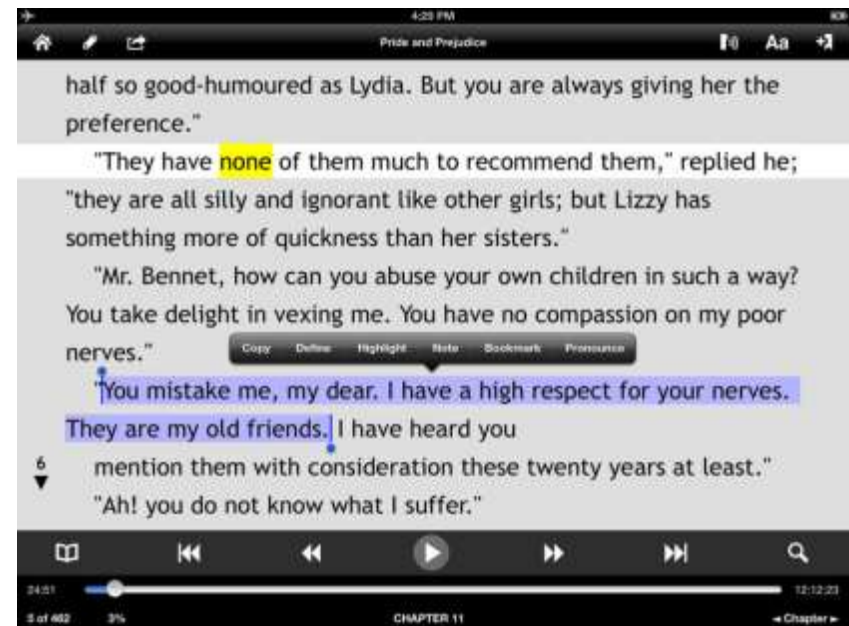 4:29 PM
Pride and Prejudice
Aa
half so good-humoured as Lydia. But you are always giving her the
preference."
"They have none of them much to recommend them," replied he;
"they are all silly and ignorant like other girls; but Lizzy has
something more of quickness than her sisters."
"Mr. Bennet, how can you abuse your own children in such a way?
You take delight in vexing me. You have no compassion on my poor
nerves."
Copy Define Highlight Note Bookmark Pronounce
"You mistake me, my dear. I have a high respect for your nerves.
They are my old friends. I have heard you
6
mention them with consideration these twenty years at least."
"Ah! you do not know what I suffer."
24:51 12:12:23
5 of 462 3% CHAPTER 11 ◄ Chapter ►